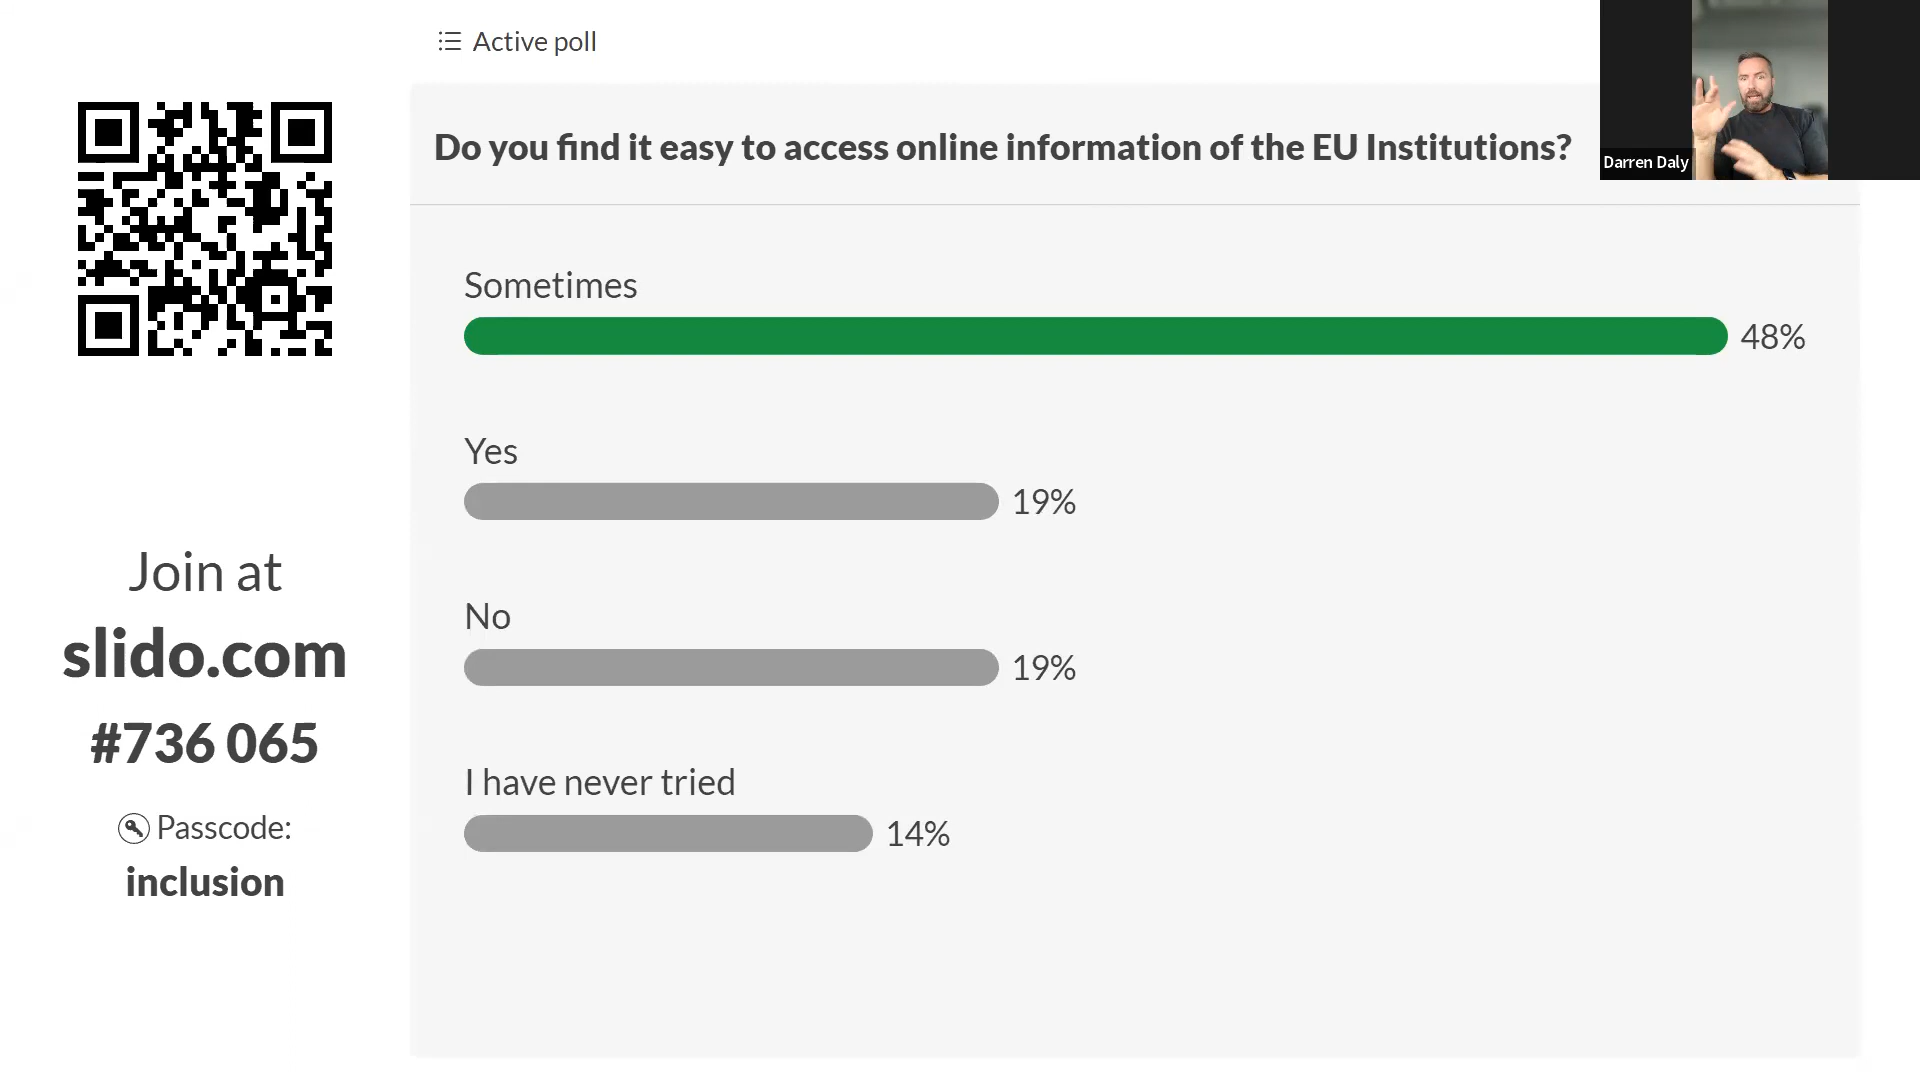 Active poll
Do you find it easy to access online information of the EU Institutions?
Darren Daly
Sometimes
48%
Yes
19%
No
19%
I have never tried
14%
Join at
slido.com
#736 065
Passcode:
inclusion